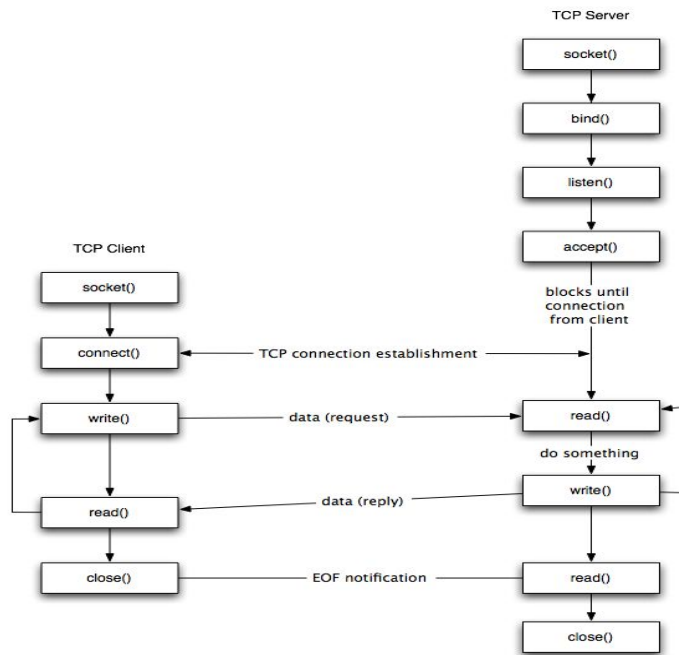 TCP Server
socket()
bind()
listen()
accept()
blocks until
connection
from client
TCP Client
socket()
connect()
TCP connection establishment
write()
data (request)
read()
do something
write()
data (reply)
read()
close()
EOF notification
read()
close()